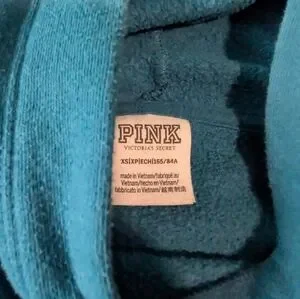 PINK
VICTORIA'S SECRET
XS|XP|ECH|155/84A
made in Vietnam/fabriqué au
Vietnam/hecho en Vietnam/
fabbricato in Vietnam/越南制造